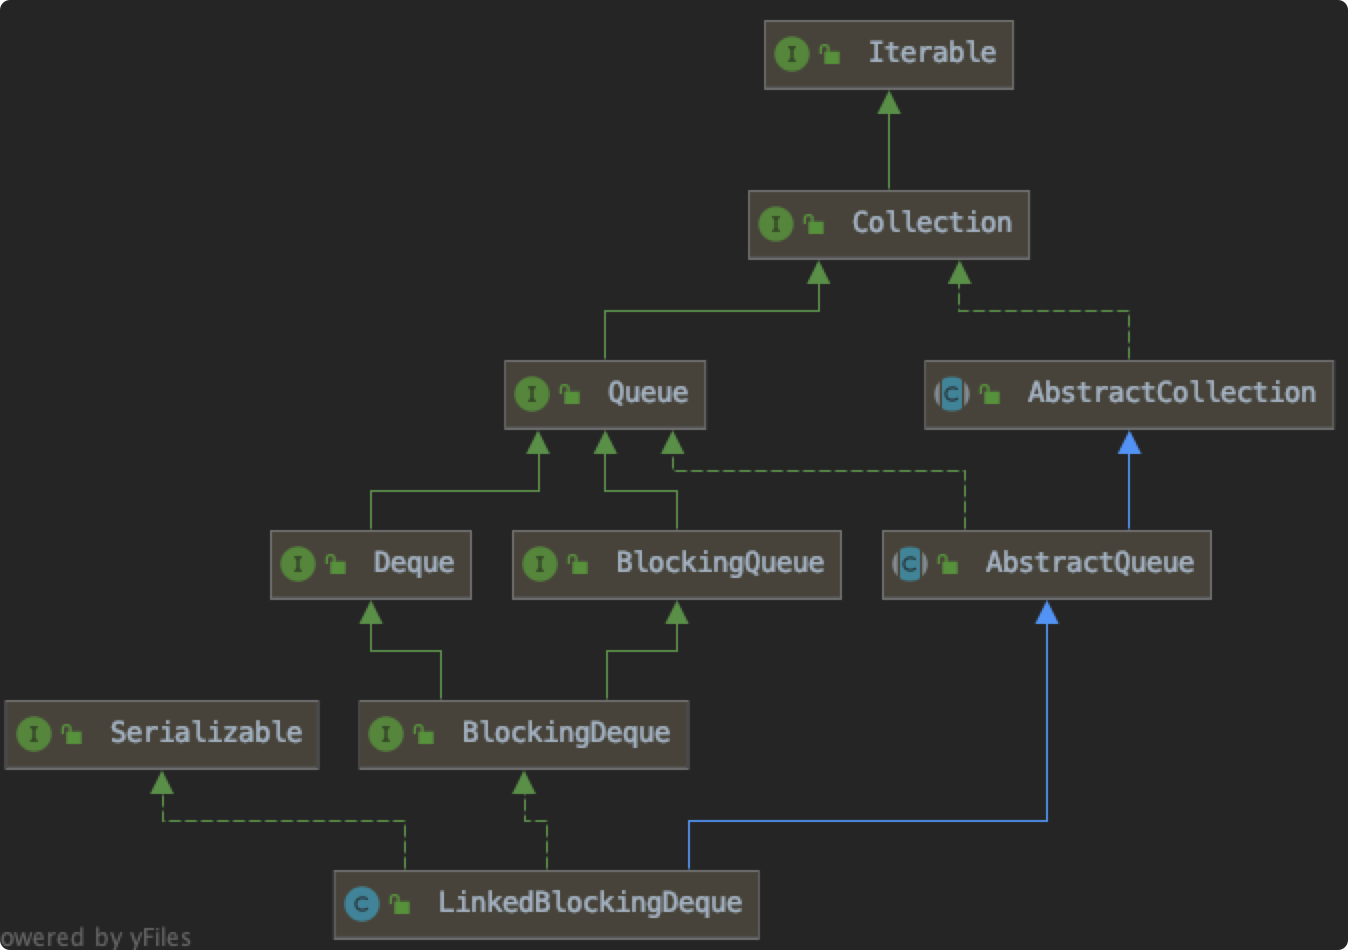 I Iterable
I Collection
I Queue
C AbstractCollection
I Deque
I BlockingQueue
C AbstractQueue
I Serializable
I BlockingDeque
C LinkedBlockingDeque
owered by yFiles